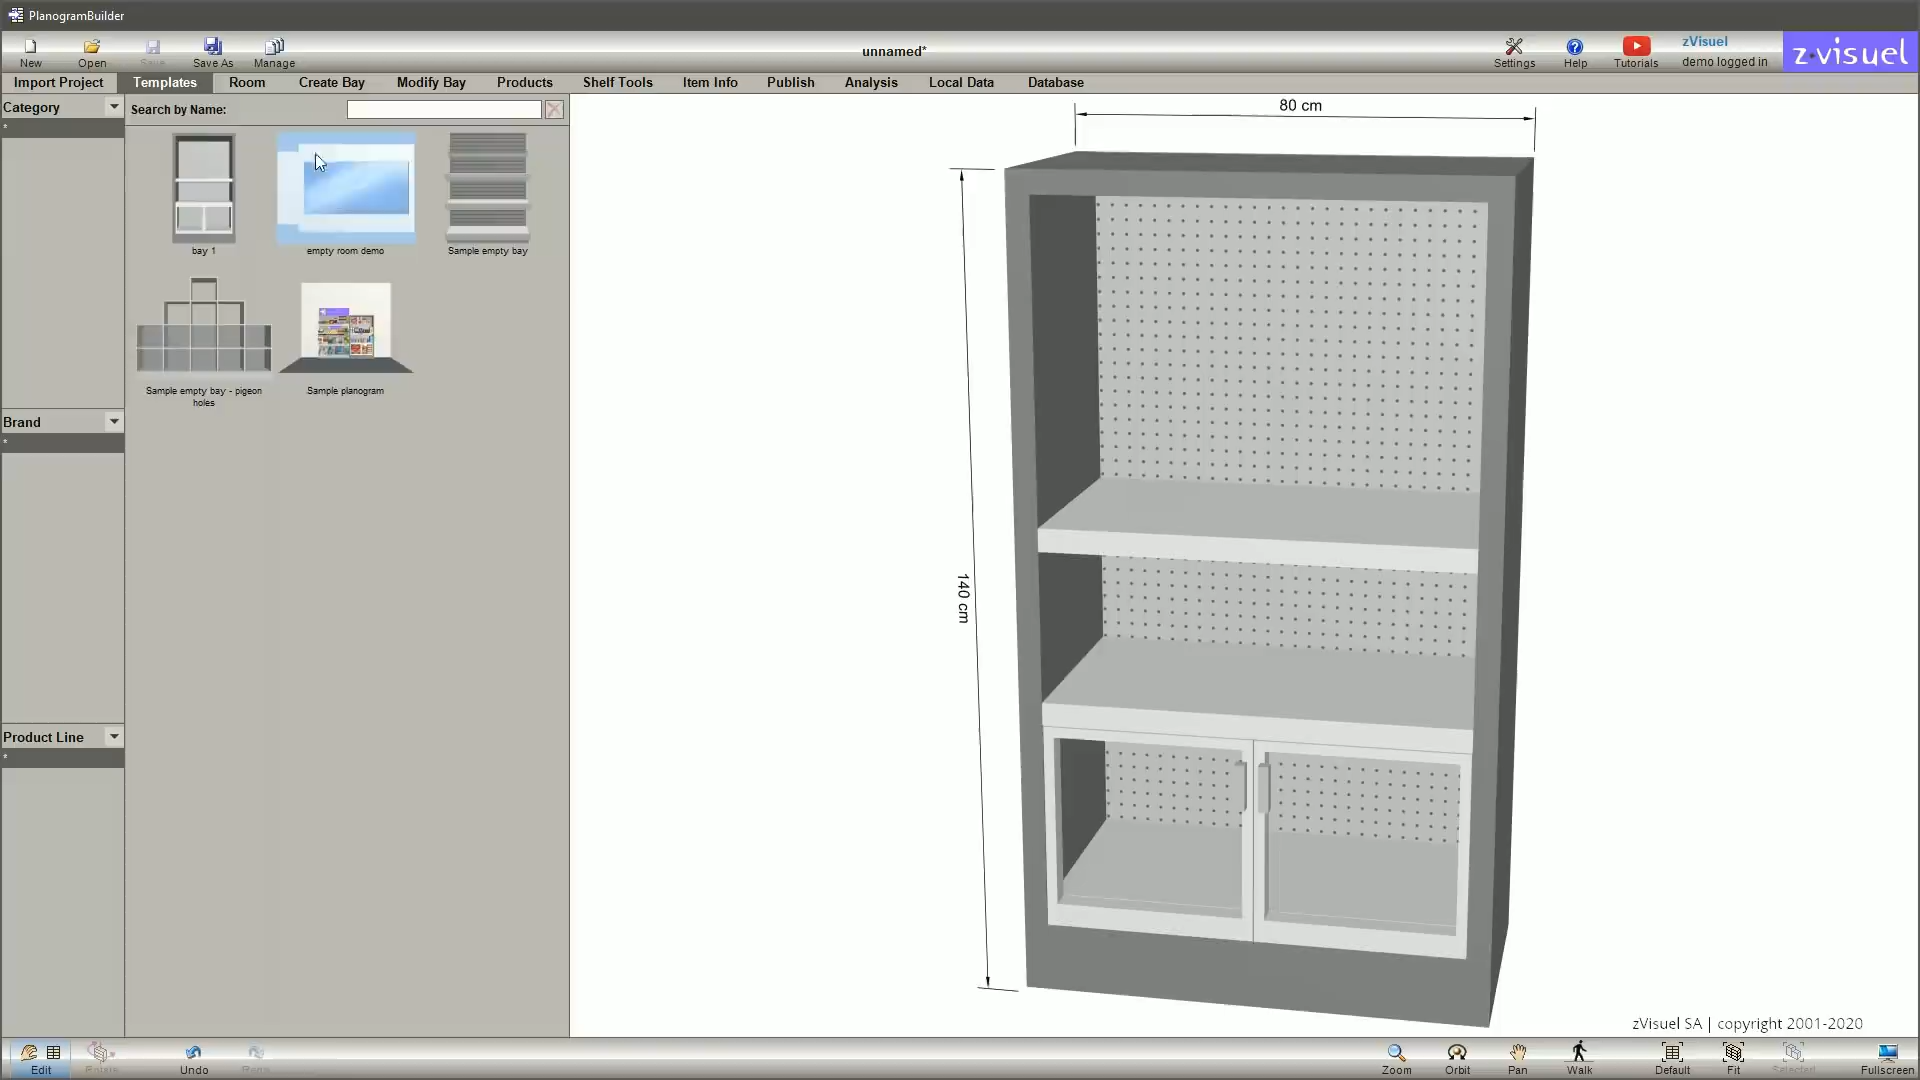 PlanogramBuilder
New
Open
Save
Save As
Manage
unnamed*
Settings
Help
Tutorials
zVisuel
demo logged in
z·visuel
Import Project
Templates
Room
Create Bay
Modify Bay
Products
Shelf Tools
Item Info
Publish
Analysis
Local Data
Database
Category
*
Search by Name:
bay 1
empty room demo
Sample empty bay
Sample empty bay - pigeon
holes
Sample planogram
Brand
*
Product Line
*
80 cm
140 cm
zVisuel SA | copyright 2001-2020
Edit
Undo
Redo
Zoom
Orbit
Pan
Walk
Default
Fit
Selected
Fullscreen